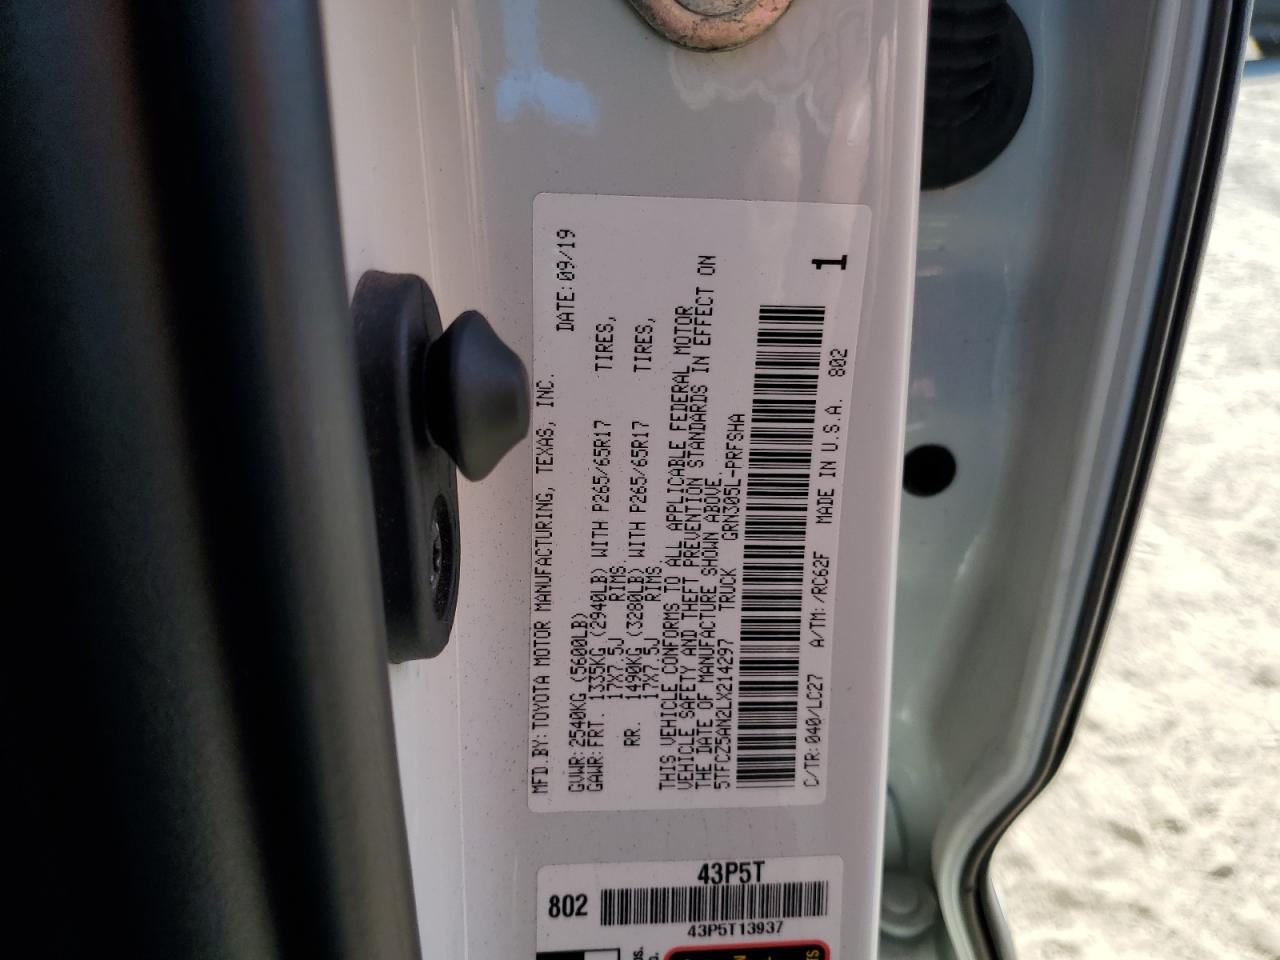 MFD.BY:TOYOTA MOTOR MANUFACTURING, TEXAS, INC.
DATE:09/19
GVWR:2540KG (5600LB)
GAWR:FRT. 1335KG (2940LB) WITH P265/65R17 TIRES,
17X7.5J RIMS.
RR. 1490KG (3280LB) WITH P265/65R17 TIRES,
17X7.5J RIMS.
THIS VEHICLE CONFORMS TO ALL APPLICABLE FEDERAL MOTOR
VEHICLE SAFETY AND THEFT PREVENTION STANDARDS IN EFFECT ON
THE DATE OF MANUFACTURE SHOWN ABOVE.
5TFCZ5AN2LX214297 TRUCK GRN305L-PRFSHA
C/TR:040/LC27 A/TM:/RC62F MADE IN U.S.A. 802
1
43P5T
802
43P5T13937